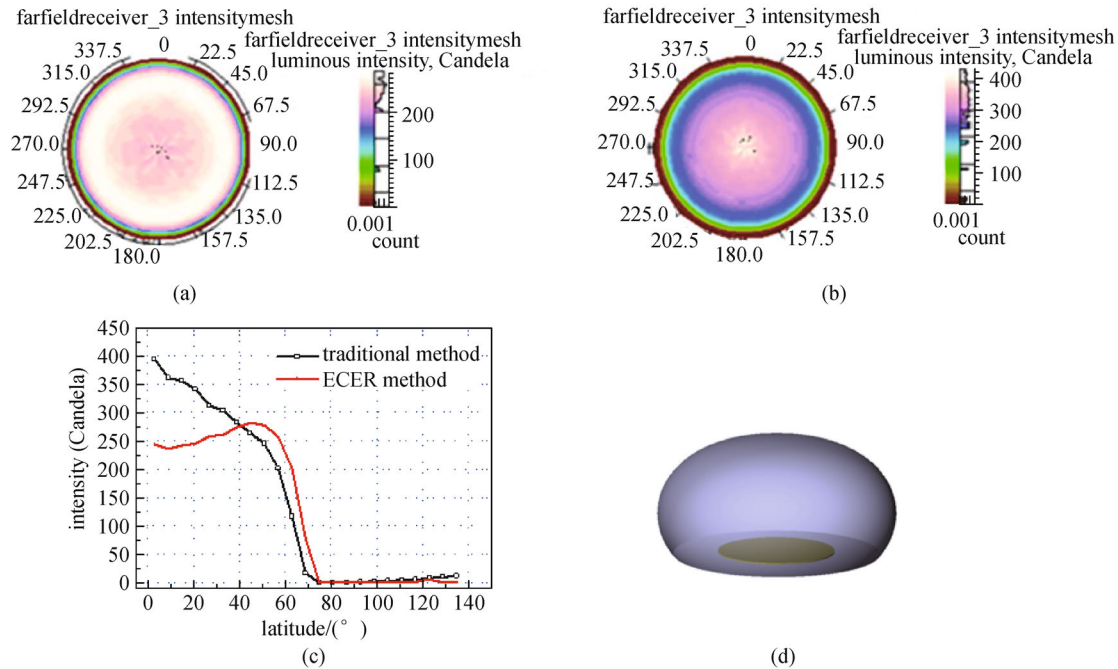 farfieldreceiver_3 intensitymesh
farfieldreceiver_3 intensitymesh
luminous intensity, Candela
0
22.5
45.0
67.5
90.0
112.5
135.0
157.5
180.0
202.5
225.0
247.5
270.0
292.5
315.0
337.5
200
100
0.001
count
(a)
farfieldreceiver_3 intensitymesh
farfieldreceiver_3 intensitymesh
luminous intensity, Candela
0
22.5
45.0
67.5
90.0
112.5
135.0
157.5
180.0
202.5
225.0
247.5
270.0
292.5
315.0
337.5
400
300
200
100
0.001
count
(b)
450
400
350
300
250
200
150
100
50
0
intensity (Candela)
traditional method
ECER method
0 20 40 60 80 100 120 140
latitude/(° )
(c)
(d)